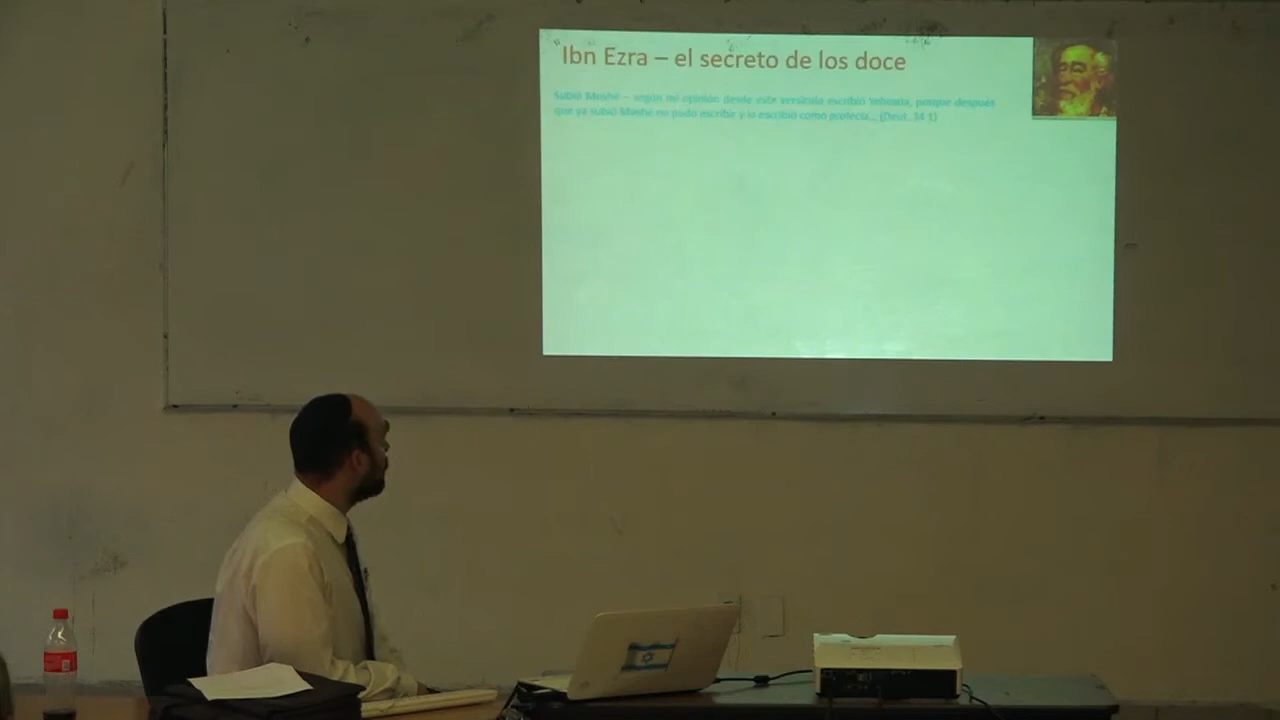 Ibn Ezra – el secreto de los doce
Subió Moshé – según mi opinión desde este versículo escribió Yehoshúa, porque después
que ya subió Moshé no pudo escribir y lo escribió como profecía... (Deut. 34:1)